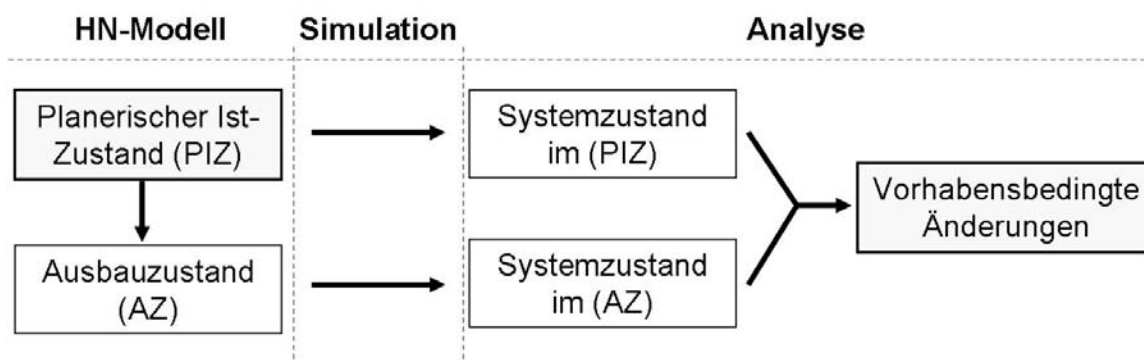 HN-Modell
Simulation
Analyse
Planerischer Ist-
Zustand (PIZ)
Systemzustand
im (PIZ)
Vorhabensbedingte
Änderungen
Ausbauzustand
(AZ)
Systemzustand
im (AZ)